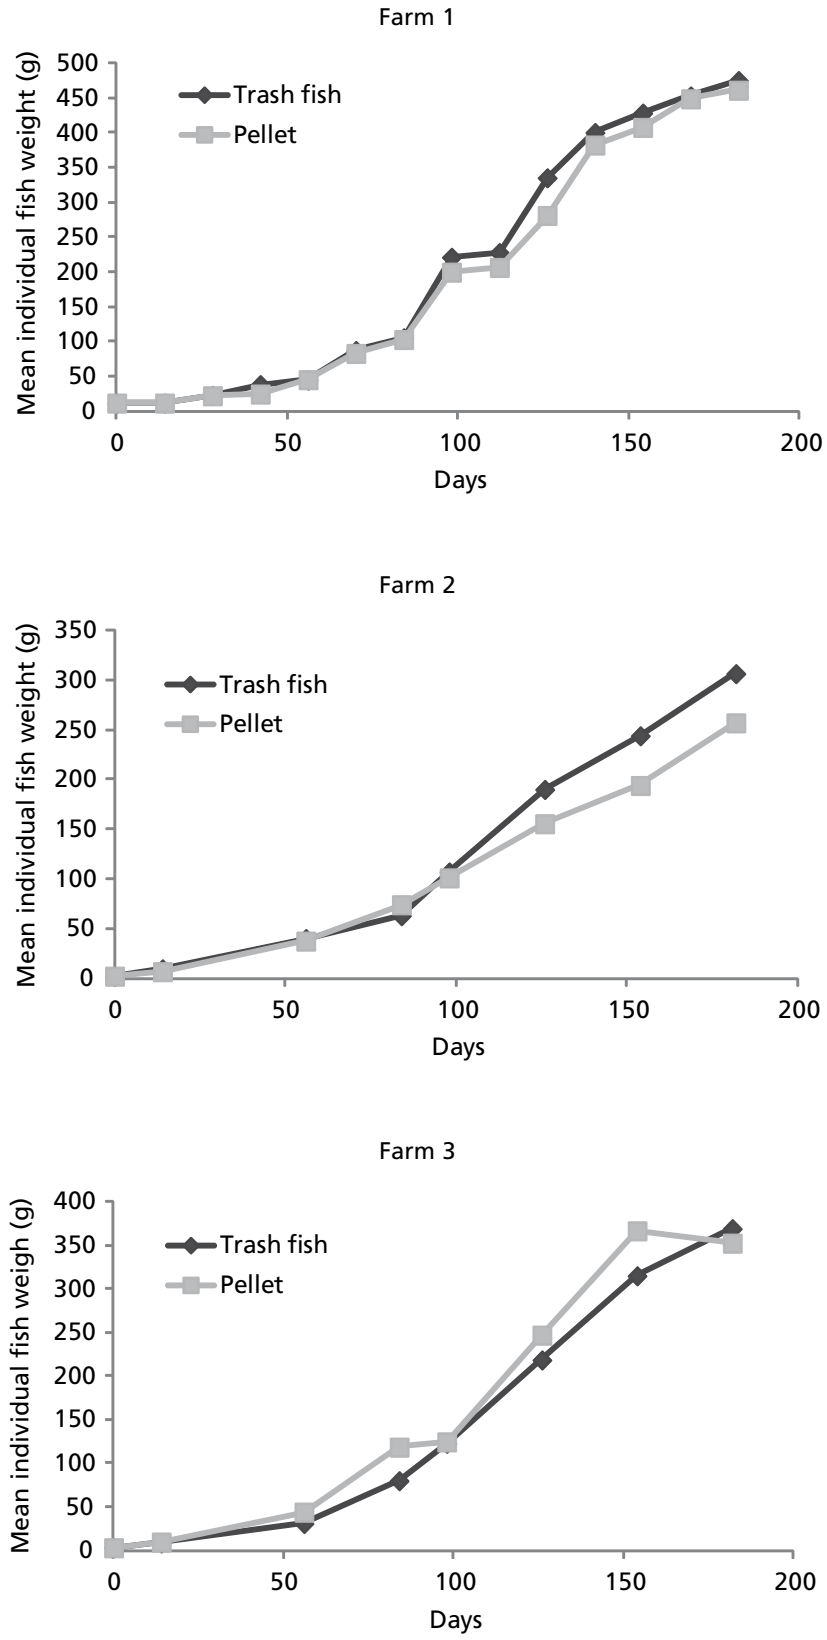 Farm 1
Mean individual fish weight (g)
500
450
400
350
300
250
200
150
100
50
0
Trash fish
Pellet
0 50 100 150 200
Days
Farm 2
Mean individual fish weight (g)
350
300
250
200
150
100
50
0
Trash fish
Pellet
0 50 100 150 200
Days
Farm 3
Mean individual fish weigh (g)
400
350
300
250
200
150
100
50
0
Trash fish
Pellet
0 50 100 150 200
Days